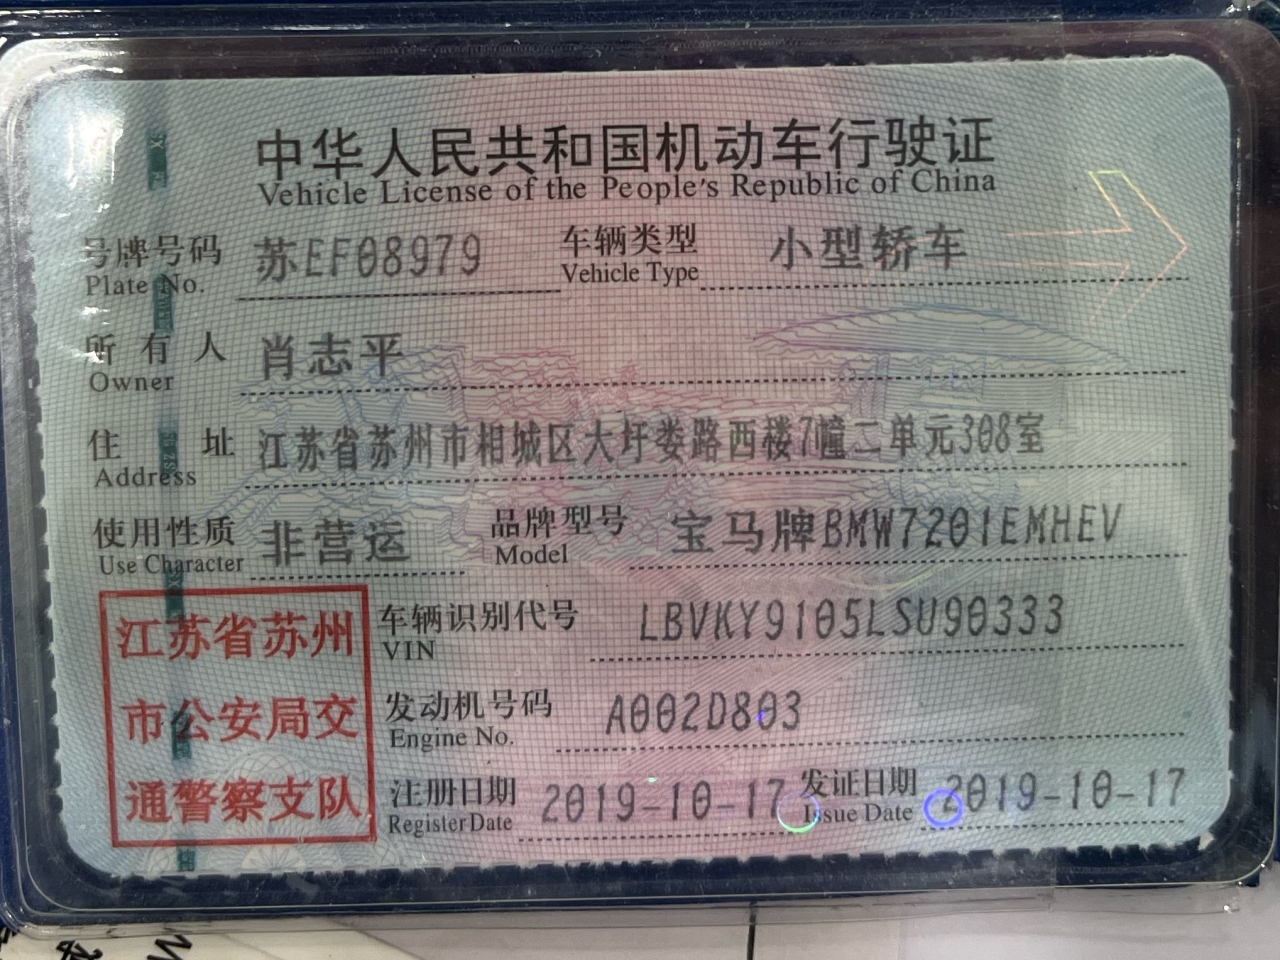 中华人民共和国机动车行驶证
Vehicle License of the People's Republic of China
号牌号码 苏EF08979 车辆类型 小型轿车
Plate No. Vehicle Type
所有人 肖志平
Owner
住址 江苏省苏州市相城区大圩娄路西楼7幢二单元308室
Address
使用性质 非营运 品牌型号 宝马牌BMW7201EMHEV
Use Character Model
江苏省苏州
市公安局交
通警察支队
车辆识别代号 LBVKY9105LSU90333
VIN
发动机号码 A002D803
Engine No.
注册日期 2019-10-17 发证日期 2019-10-17
Register Date Issue Date